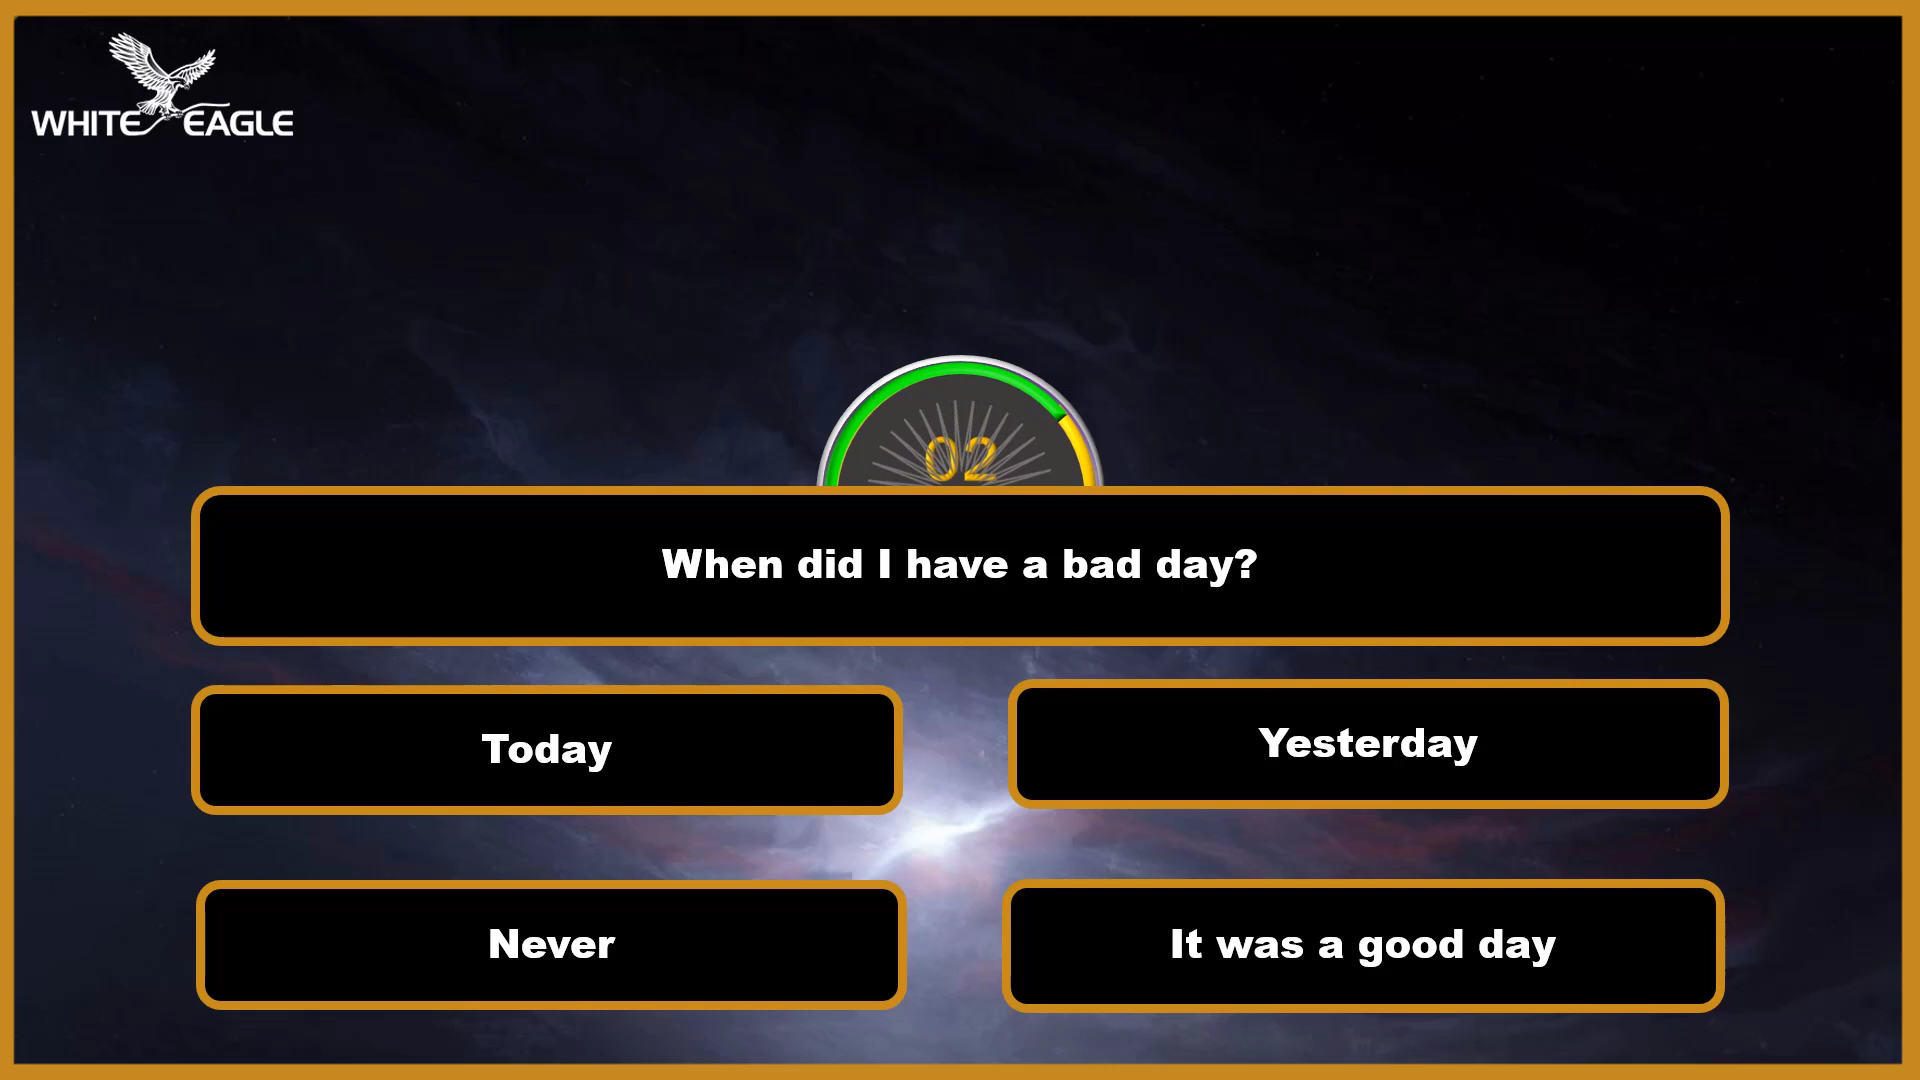 WHITE EAGLE
02
When did I have a bad day?
Today
Yesterday
Never
It was a good day